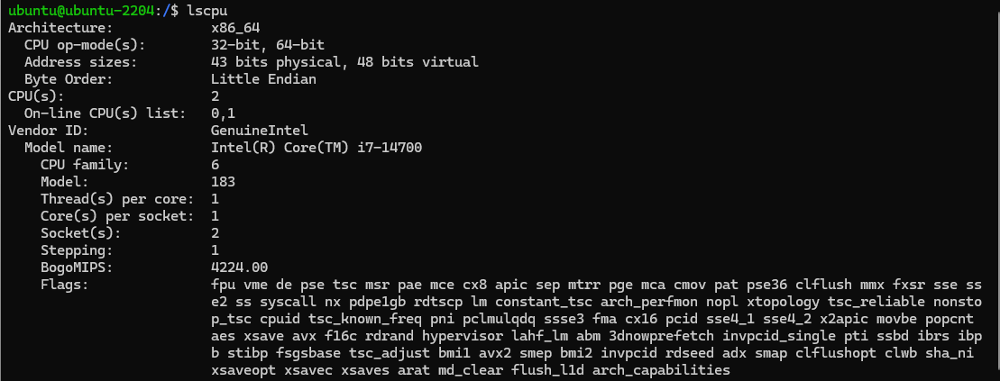 ubuntu@ubuntu-2204:/$ lscpu
Architecture:            x86_64
  CPU op-mode(s):        32-bit, 64-bit
  Address sizes:         43 bits physical, 48 bits virtual
  Byte Order:            Little Endian
CPU(s):                  2
  On-line CPU(s) list:   0,1
Vendor ID:               GenuineIntel
  Model name:            Intel(R) Core(TM) i7-14700
    CPU family:          6
    Model:               183
    Thread(s) per core:  1
    Core(s) per socket:  1
    Socket(s):           2
    Stepping:            1
    BogoMIPS:            4224.00
    Flags:               fpu vme de pse tsc msr pae mce cx8 apic sep mtrr pge mca cmov pat pse36 clflush mmx fxsr sse ss
                         e2 ss syscall nx pdpe1gb rdtscp lm constant_tsc arch_perfmon nopl xtopology tsc_reliable nonsto
                         p_tsc cpuid tsc_known_freq pni pclmulqdq ssse3 fma cx16 pcid sse4_1 sse4_2 x2apic movbe popcnt
                         aes xsave avx f16c rdrand hypervisor lahf_lm abm 3dnowprefetch invpcid_single pti ssbd ibrs ibp
                         b stibp fsgsbase tsc_adjust bmi1 avx2 smep bmi2 invpcid rdseed adx smap clflushopt clwb sha_ni
                         xsaveopt xsavec xsaves arat md_clear flush_l1d arch_capabilities